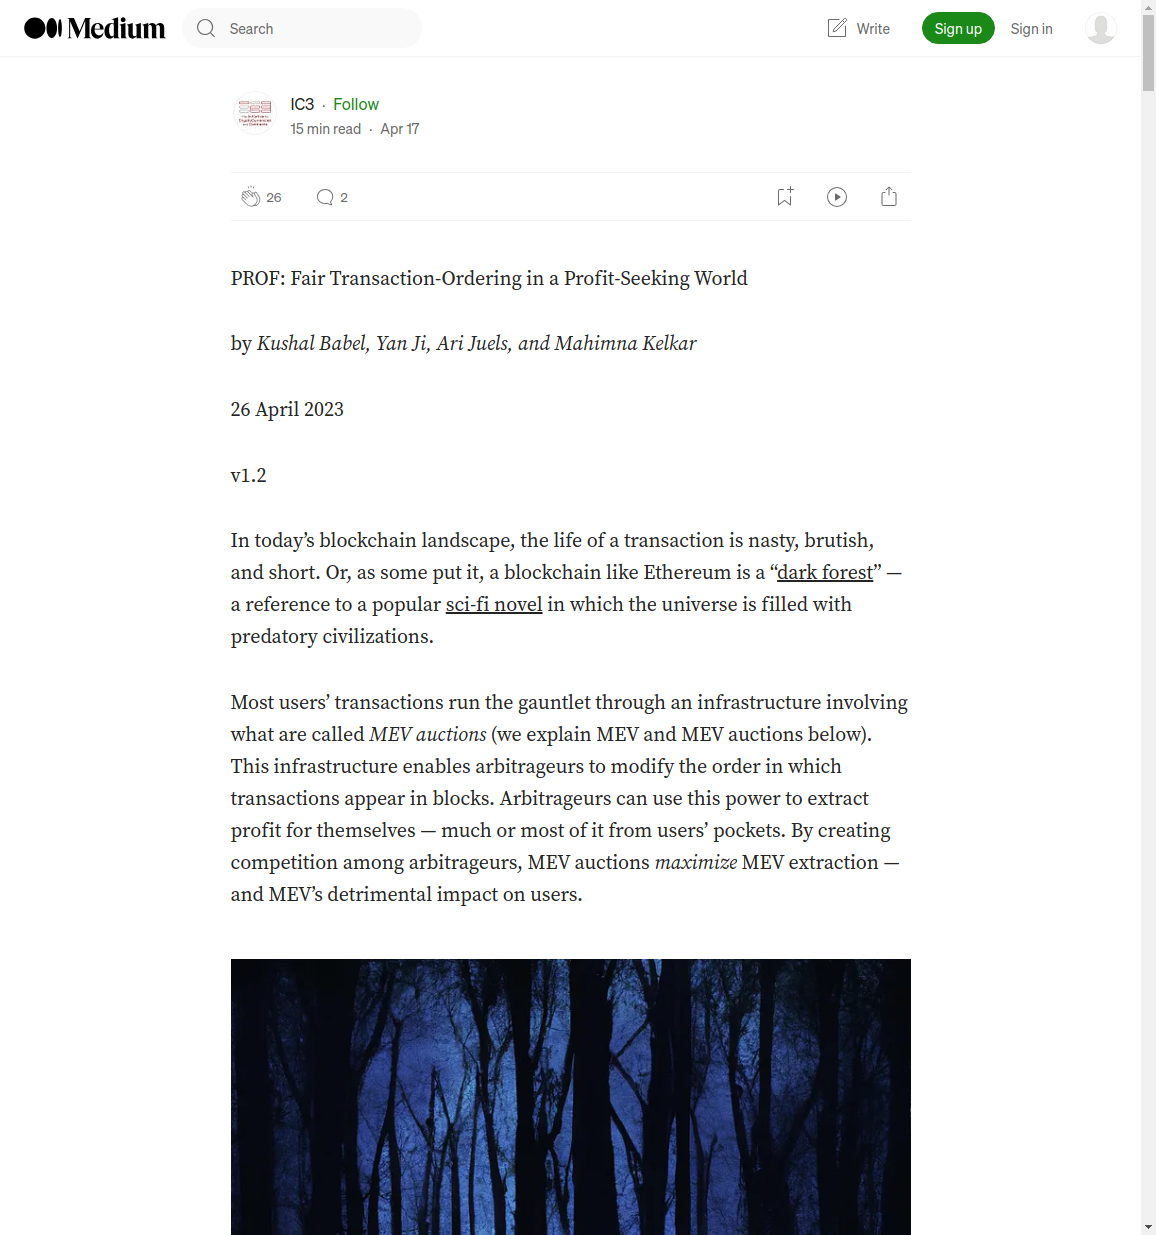 Medium
Search
Write
Sign up
Sign in
IC3 · Follow
15 min read · Apr 17
26
2
PROF: Fair Transaction-Ordering in a Profit-Seeking World
by Kushal Babel, Yan Ji, Ari Juels, and Mahimna Kelkar
26 April 2023
v1.2
In today’s blockchain landscape, the life of a transaction is nasty, brutish,
and short. Or, as some put it, a blockchain like Ethereum is a “dark forest” —
a reference to a popular sci-fi novel in which the universe is filled with
predatory civilizations.
Most users’ transactions run the gauntlet through an infrastructure involving
what are called MEV auctions (we explain MEV and MEV auctions below).
This infrastructure enables arbitrageurs to modify the order in which
transactions appear in blocks. Arbitrageurs can use this power to extract
profit for themselves — much or most of it from users’ pockets. By creating
competition among arbitrageurs, MEV auctions maximize MEV extraction —
and MEV’s detrimental impact on users.